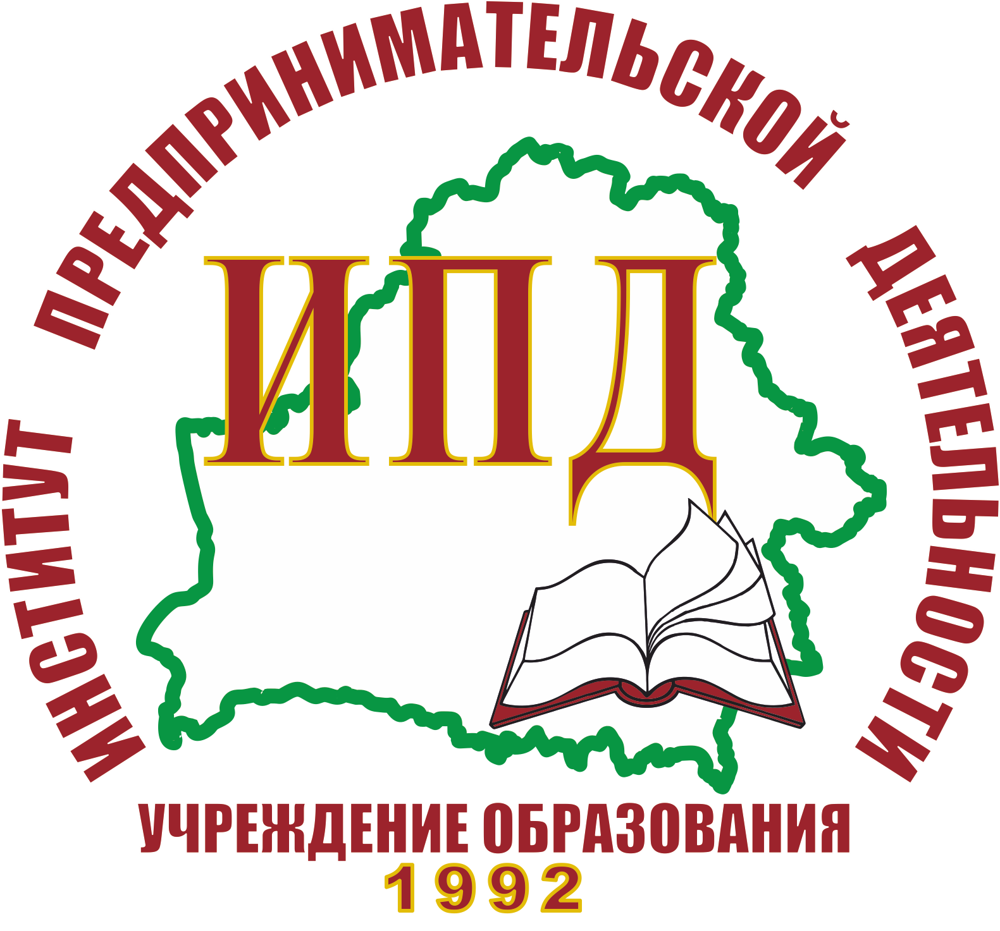 ИНСТИТУТ ПРЕДПРИНИМАТЕЛЬСКОЙ ДЕЯТЕЛЬНОСТИ
ИПД
УЧРЕЖДЕНИЕ ОБРАЗОВАНИЯ
1992